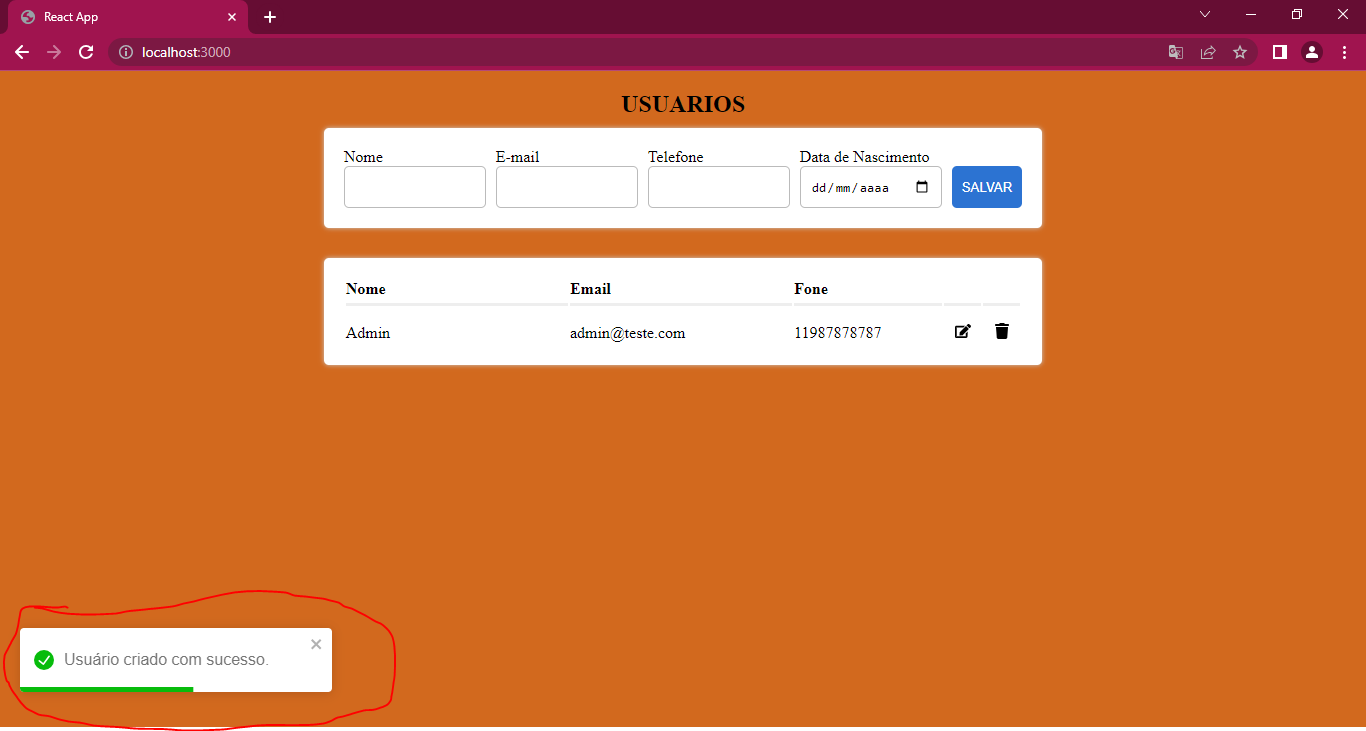 React App
localhost:3000
USUARIOS
Nome E-mail Telefone Data de Nascimento
dd/mm/aaaa SALVAR
Nome Email Fone
Admin admin@teste.com 11987878787
Usuário criado com sucesso.